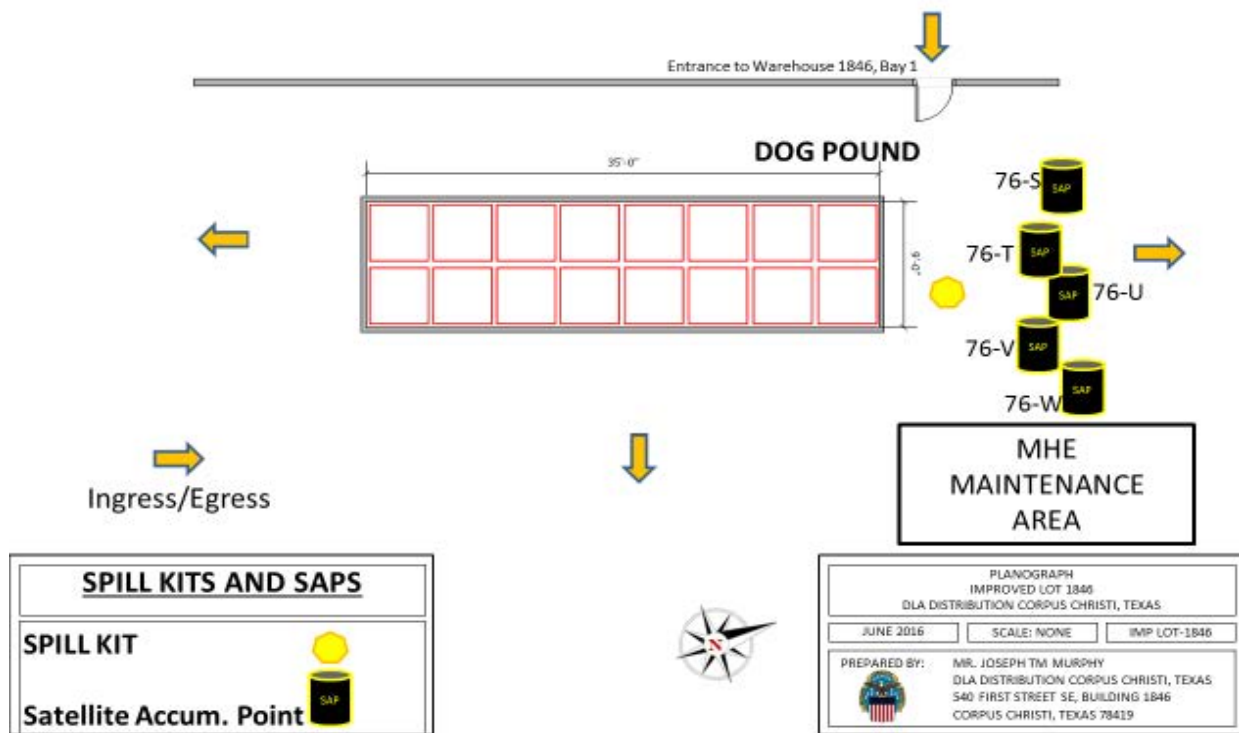 Entrance to Warehouse 1846, Bay 1
DOG POUND
35'-0"
9'-0"
76-S
SAP
76-T
SAP
76-U
SAP
76-V
SAP
76-W
SAP
MHE
MAINTENANCE
AREA
Ingress/Egress
SPILL KITS AND SAPS
SPILL KIT
Satellite Accum. Point
SAP
N
PLANOGRAPH
IMPROVED LOT 1846
DLA DISTRIBUTION CORPUS CHRISTI, TEXAS
JUNE 2016
SCALE: NONE
IMP LOT-1846
PREPARED BY:
MR. JOSEPH TM MURPHY
DLA DISTRIBUTION CORPUS CHRISTI, TEXAS
540 FIRST STREET SE, BUILDING 1846
CORPUS CHRISTI, TEXAS 78419